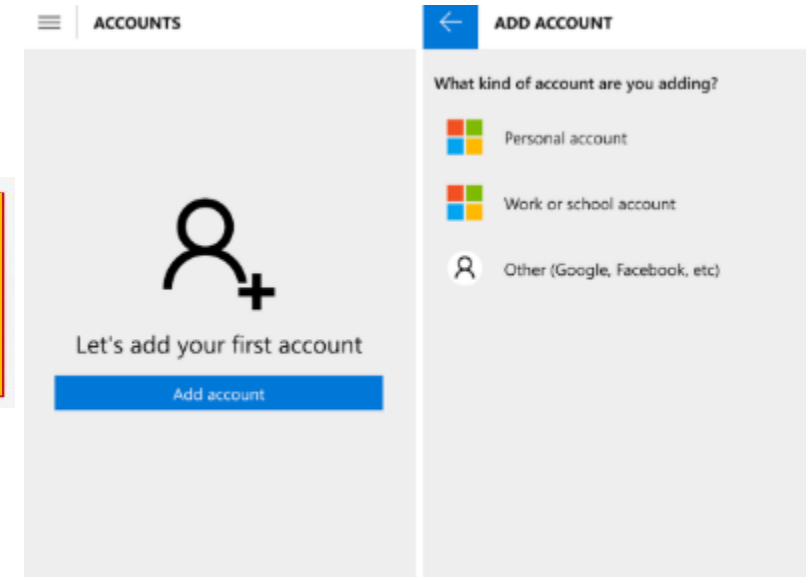 ACCOUNTS
Let's add your first account
Add account
ADD ACCOUNT
What kind of account are you adding?
Personal account
Work or school account
Other (Google, Facebook, etc)